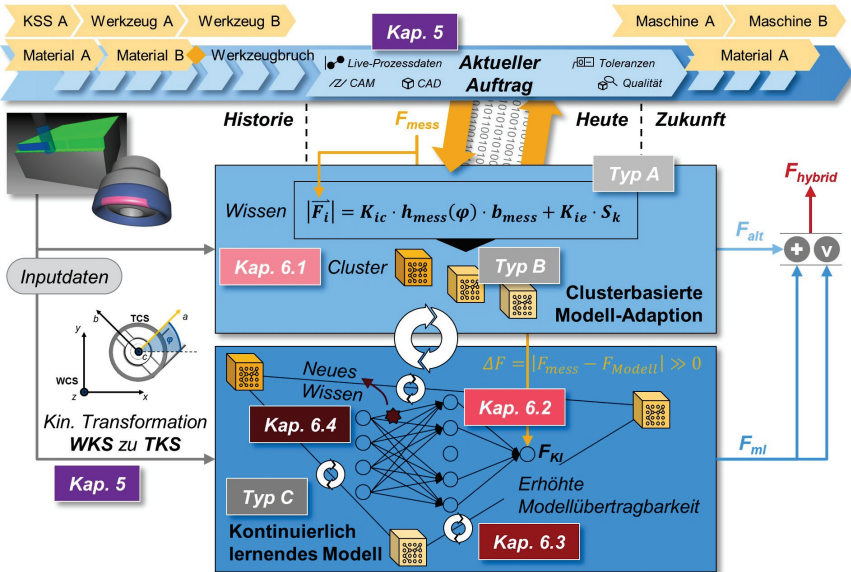 KSS A
Werkzeug A
Werkzeug B
Kap. 5
Maschine A
Maschine B
Material A
Material B
Werkzeugbruch
Live-Prozessdaten
CAM
CAD
Aktueller
Auftrag
Toleranzen
Qualität
Material A
Historie
F_mess
Heute
Zukunft
Typ A
Wissen
|F_i| = K_ic · h_mess(φ) · b_mess + K_ie · S_k
F_hybrid
F_alt
Kap. 6.1
Cluster
Typ B
Inputdaten
Clusterbasierte
Modell-Adaption
+
v
TCS
a
b
c
φ
y
x
z
WCS
Kin. Transformation
WKS zu TKS
Kap. 5
ΔF = |F_mess − F_Modell| ≫ 0
Neues
Wissen
Kap. 6.2
Kap. 6.4
F_KI
F_ml
Typ C
Erhöhte
Modellübertragbarkeit
Kontinuierlich
lernendes Modell
Kap. 6.3